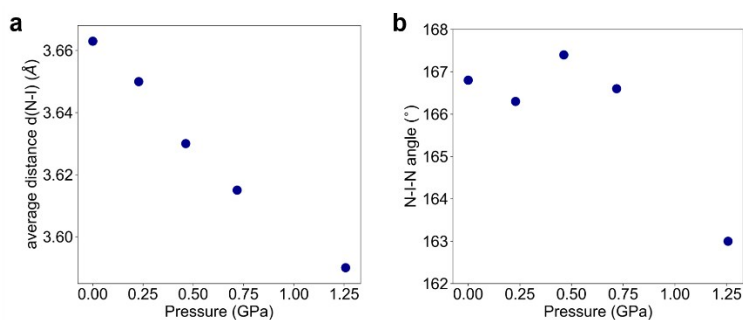 a
average distance d(N-I) (Å)
3.66
3.64
3.62
3.60
0.00 0.25 0.50 0.75 1.00 1.25
Pressure (GPa)
b
N-I-N angle (°)
168
167
166
165
164
163
162
0.00 0.25 0.50 0.75 1.00 1.25
Pressure (GPa)